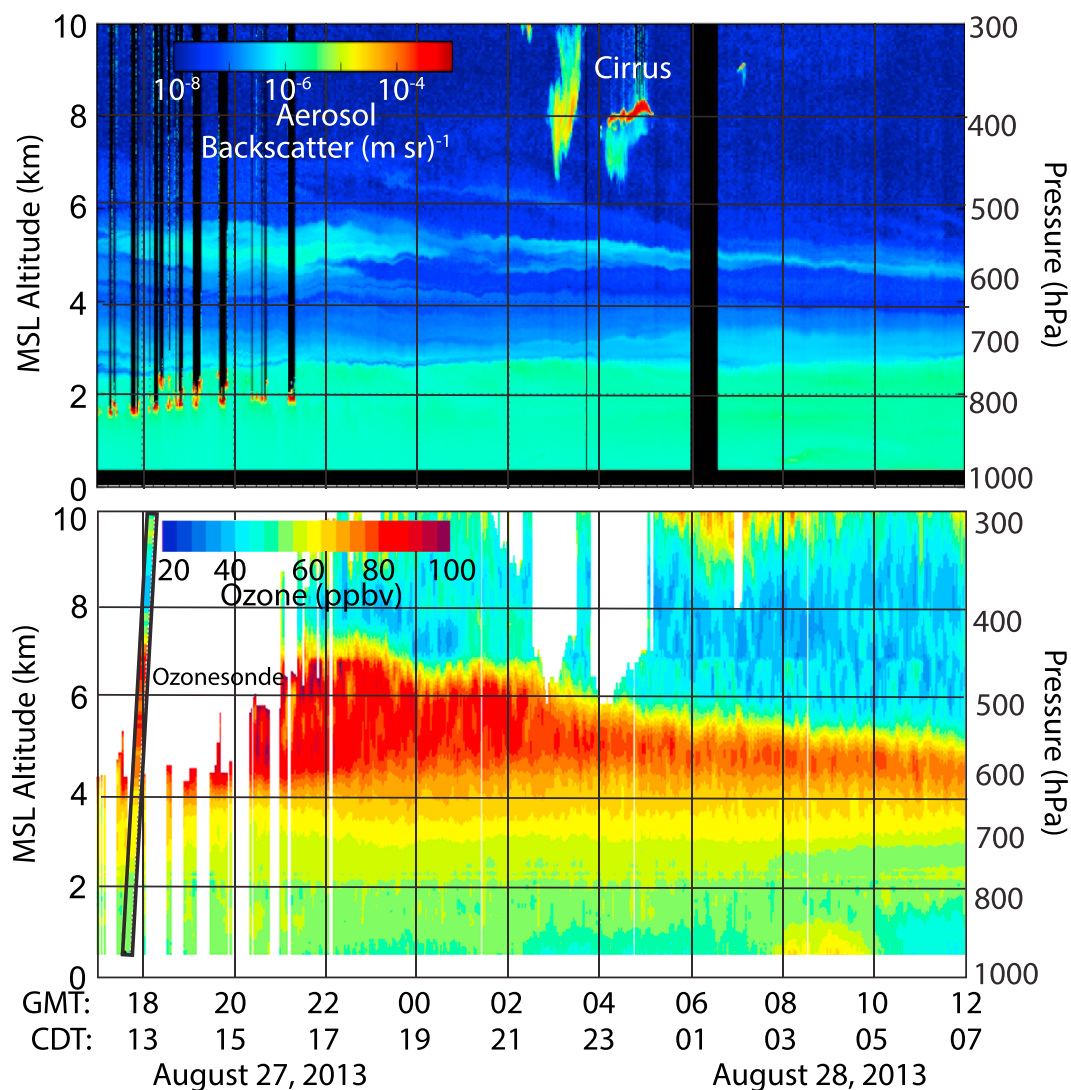 10
300
10⁻⁸ 10⁻⁶ 10⁻⁴
Aerosol
Backscatter (m sr)⁻¹
Cirrus
8
400
6
500
600
4
700
2
800
0
1000
MSL Altitude (km)
Pressure (hPa)
10
300
20 40 60 80 100
Ozone (ppbv)
8
400
Ozonesonde
6
500
600
4
700
2
800
0
1000
MSL Altitude (km)
Pressure (hPa)
GMT: 18 20 22 00 02 04 06 08 10 12
CDT: 13 15 17 19 21 23 01 03 05 07
August 27, 2013 August 28, 2013